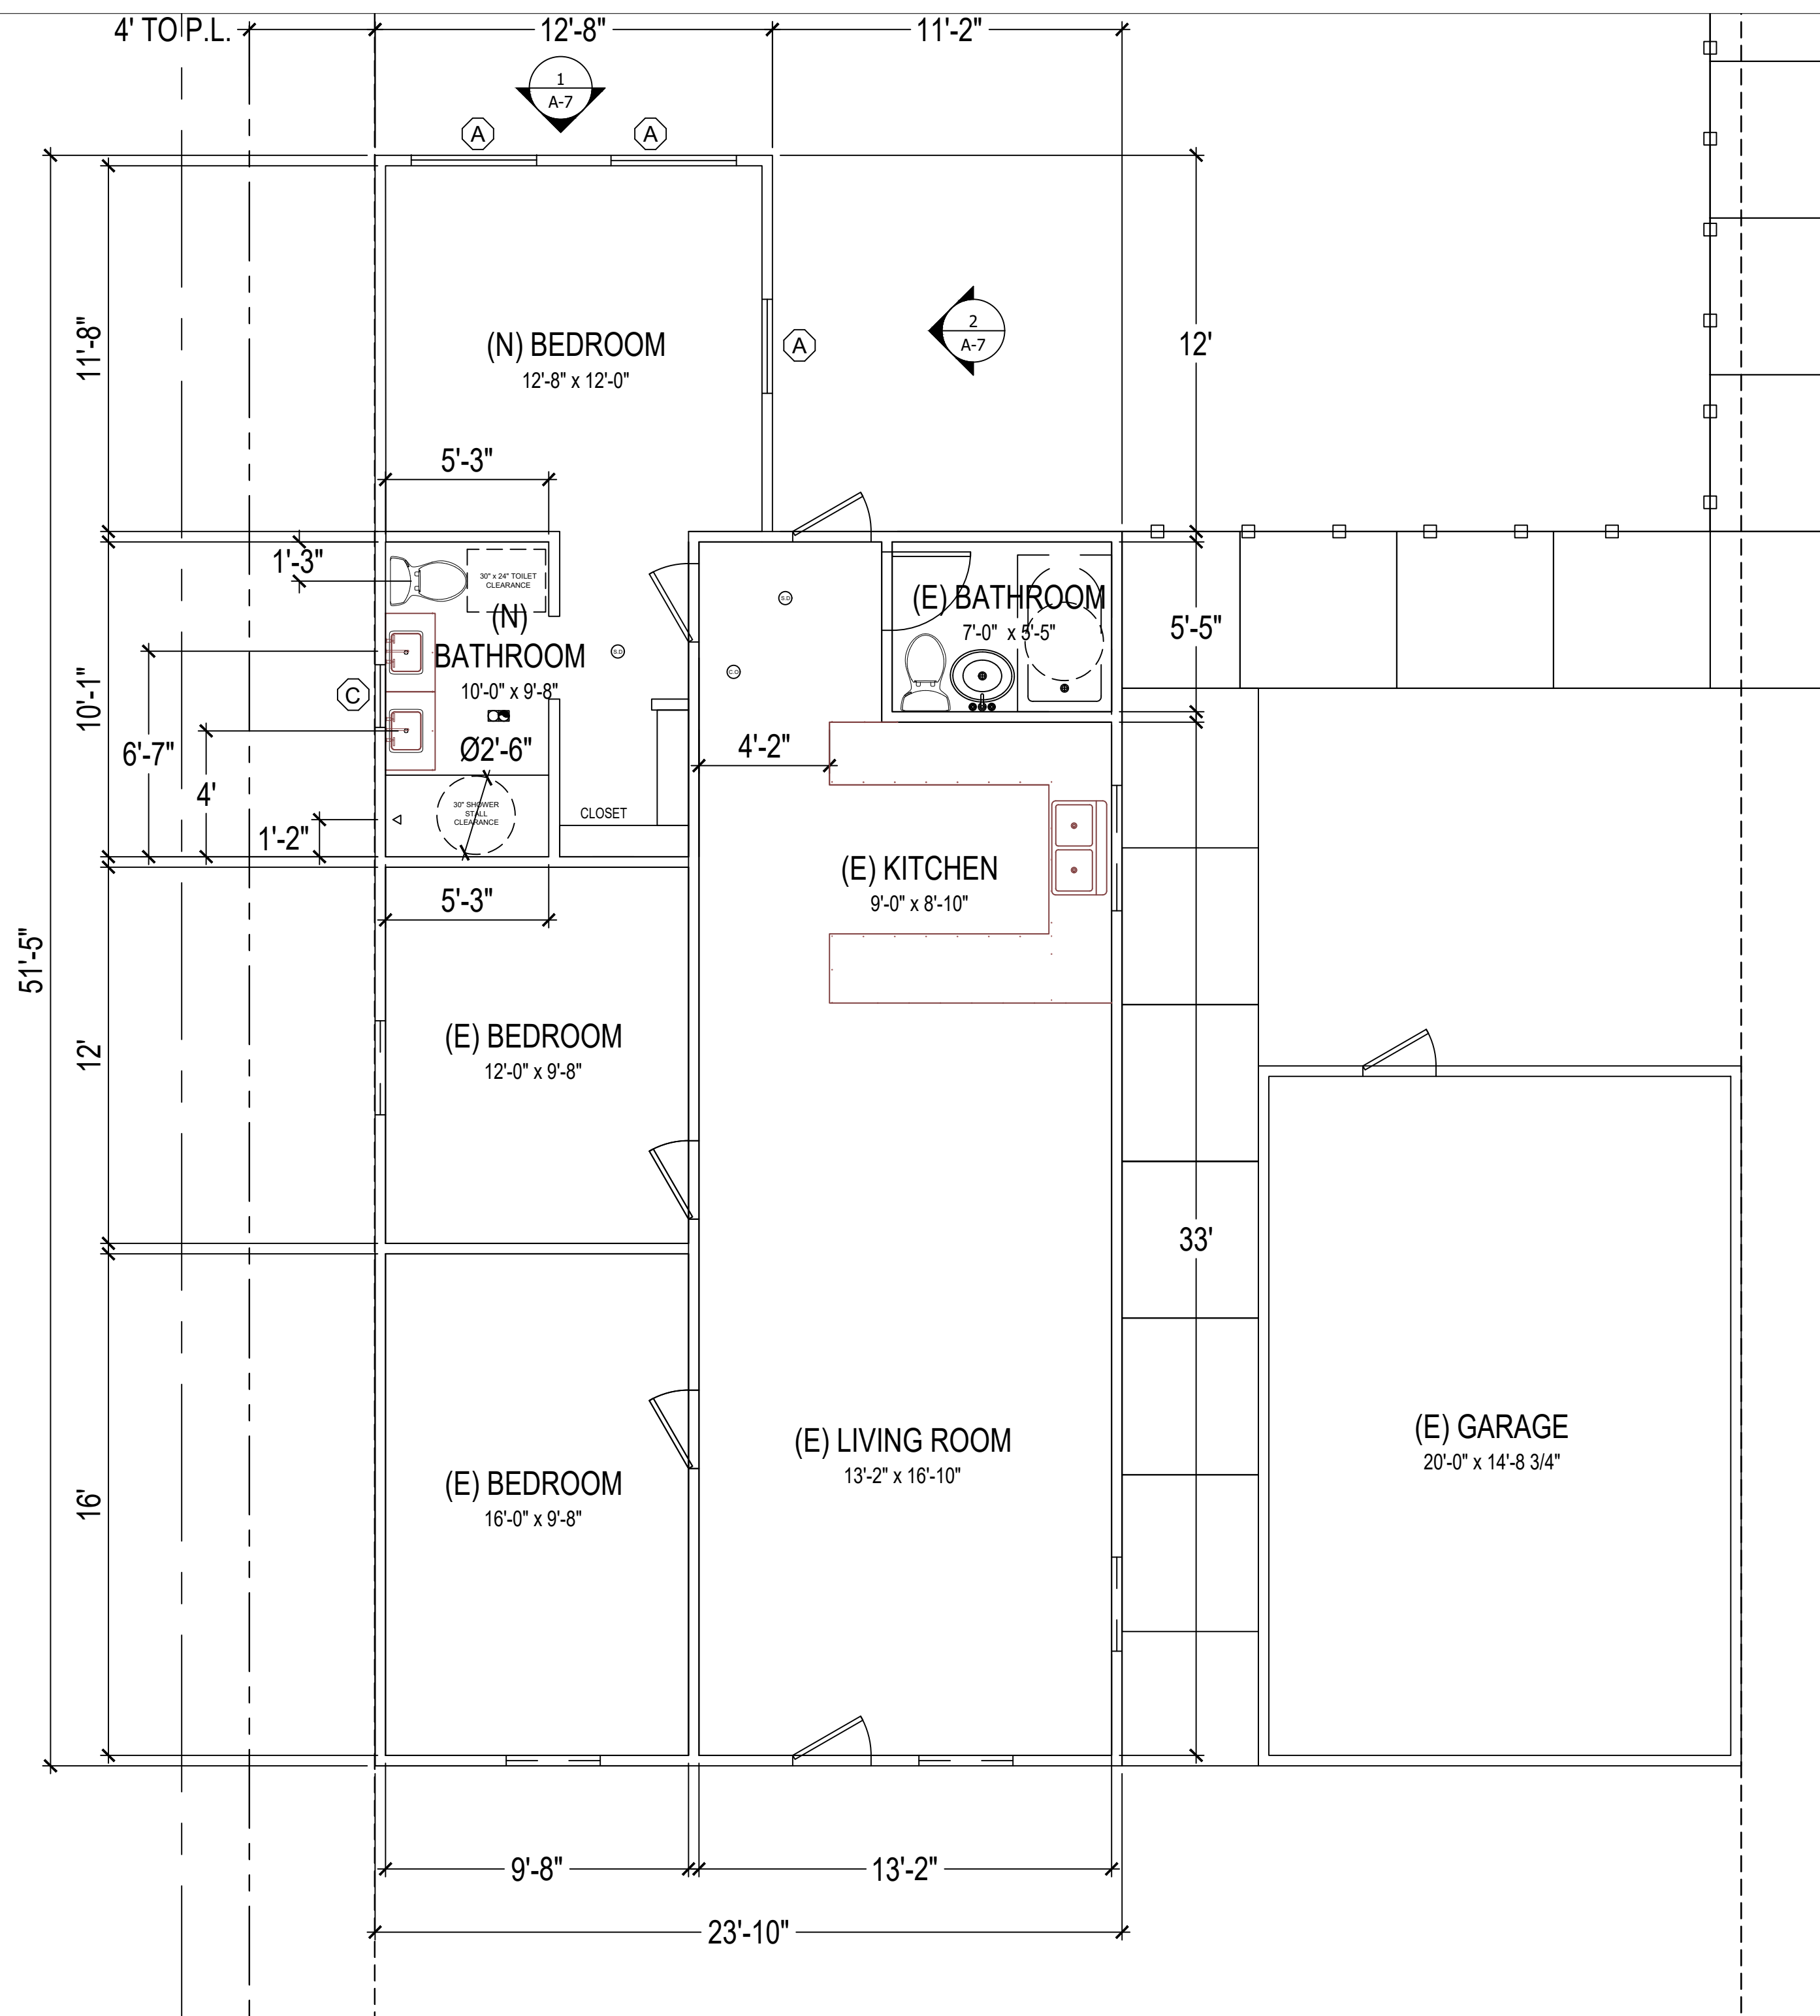 4' TO P.L.
12'-8"
11'-2"
1
A-7
A
A
(N) BEDROOM
12'-8" x 12'-0"
A
2
A-7
12'
11'-8"
5'-3"
1'-3"
30" x 24" TOILET
CLEARANCE
(N)
BATHROOM
10'-0" x 9'-8"
S.D
S.D
C.O
(E) BATHROOM
7'-0" x 5'-5"
5'-5"
C
10'-1"
6'-7"
4'
1'-2"
Ø2'-6"
30" SHOWER
STALL
CLEARANCE
CLOSET
4'-2"
(E) KITCHEN
9'-0" x 8'-10"
5'-3"
51'-5"
12'
(E) BEDROOM
12'-0" x 9'-8"
33'
16'
(E) BEDROOM
16'-0" x 9'-8"
(E) LIVING ROOM
13'-2" x 16'-10"
(E) GARAGE
20'-0" x 14'-8 3/4"
9'-8"
13'-2"
23'-10"